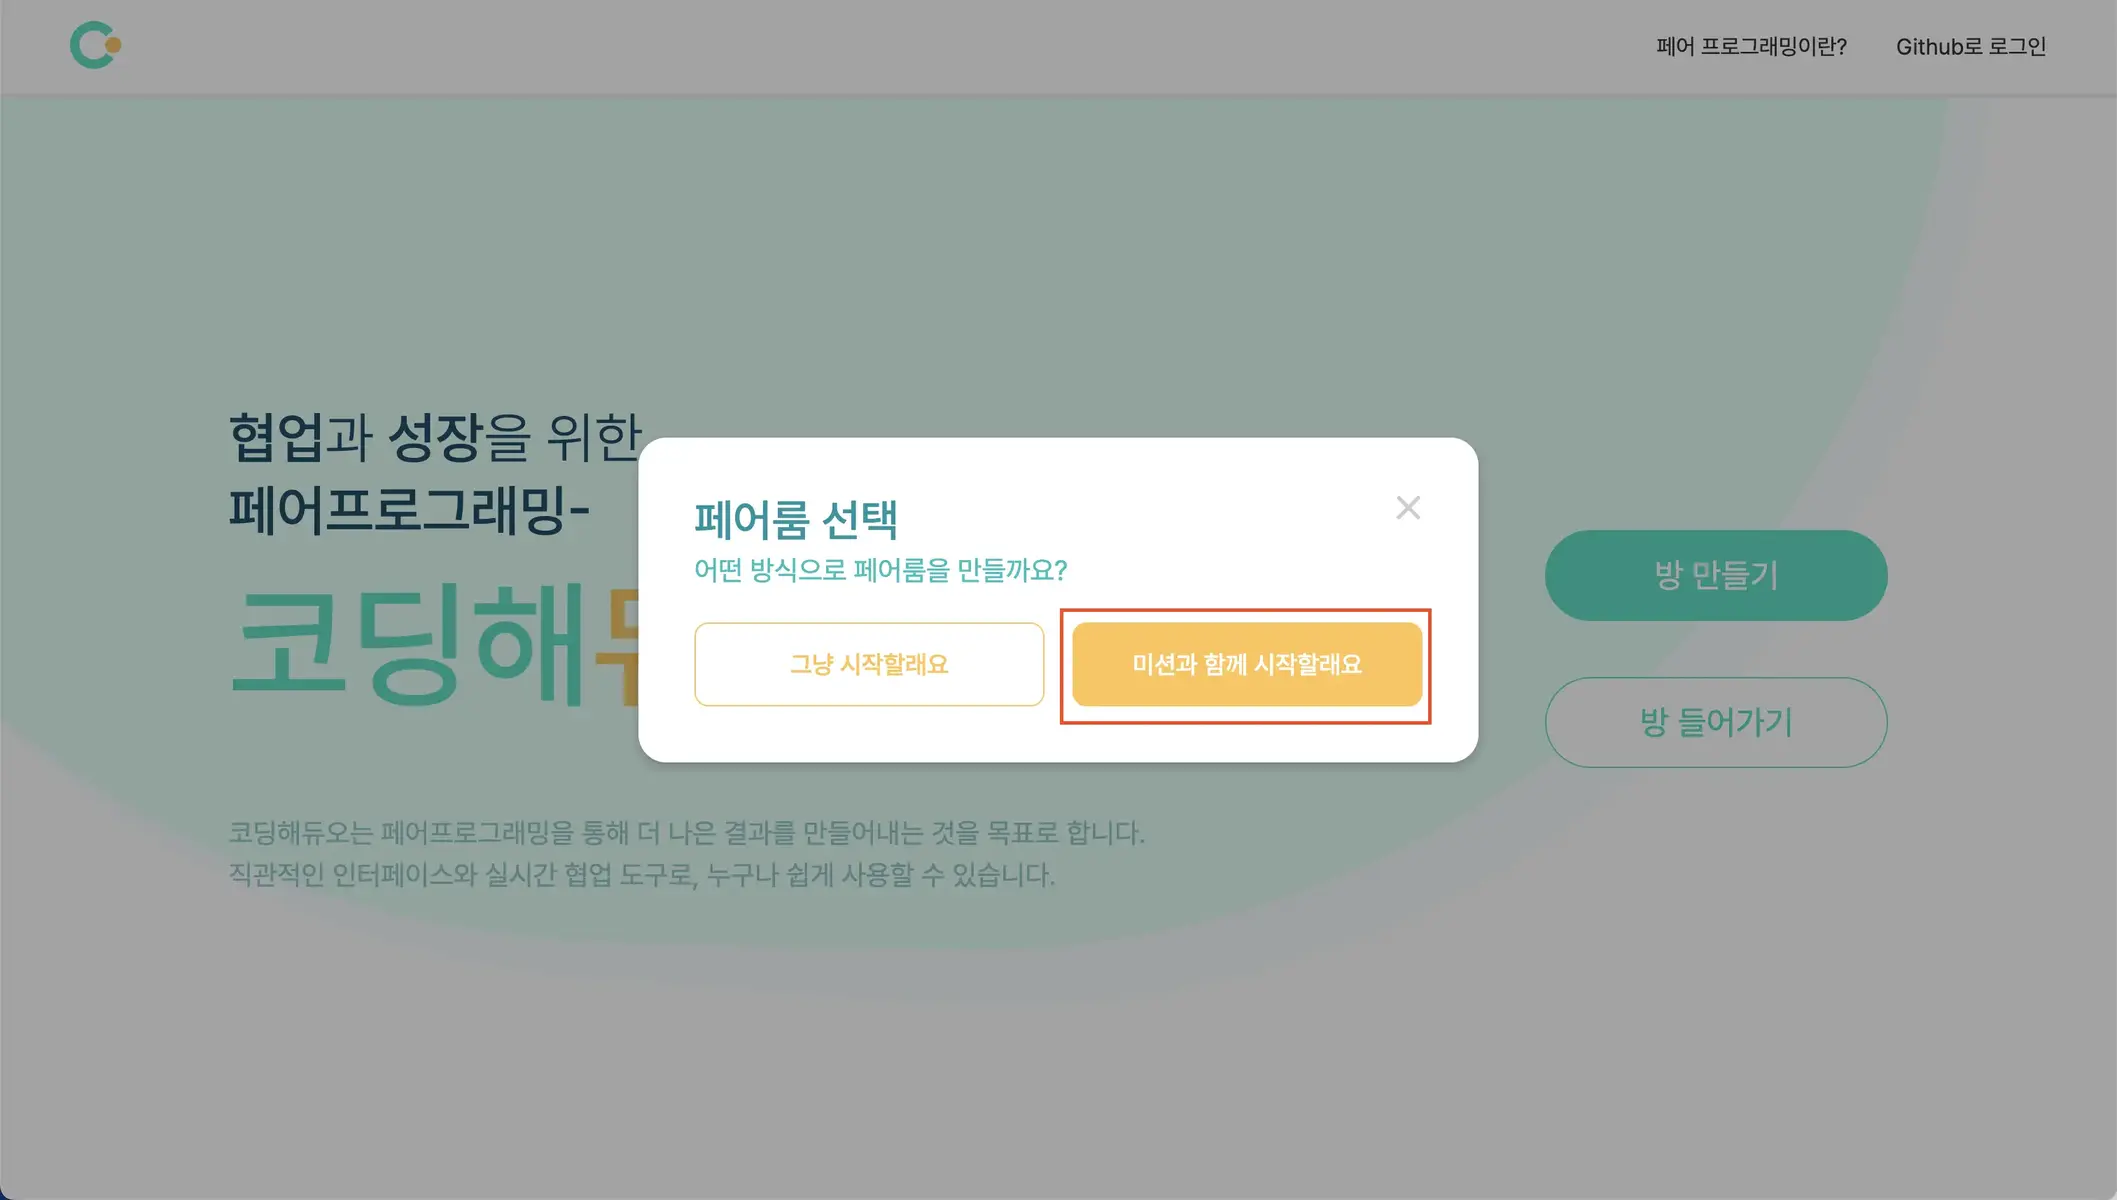 페어 프로그래밍이란?
Github로 로그인
협업과 성장을 위한
페어프로그래밍-
코딩해
페어룸 선택
어떤 방식으로 페어룸을 만들까요?
그냥 시작할래요
미션과 함께 시작할래요
방 만들기
방 들어가기
코딩해듀오는 페어프로그래밍을 통해 더 나은 결과를 만들어내는 것을 목표로 합니다.
직관적인 인터페이스와 실시간 협업 도구로, 누구나 쉽게 사용할 수 있습니다.